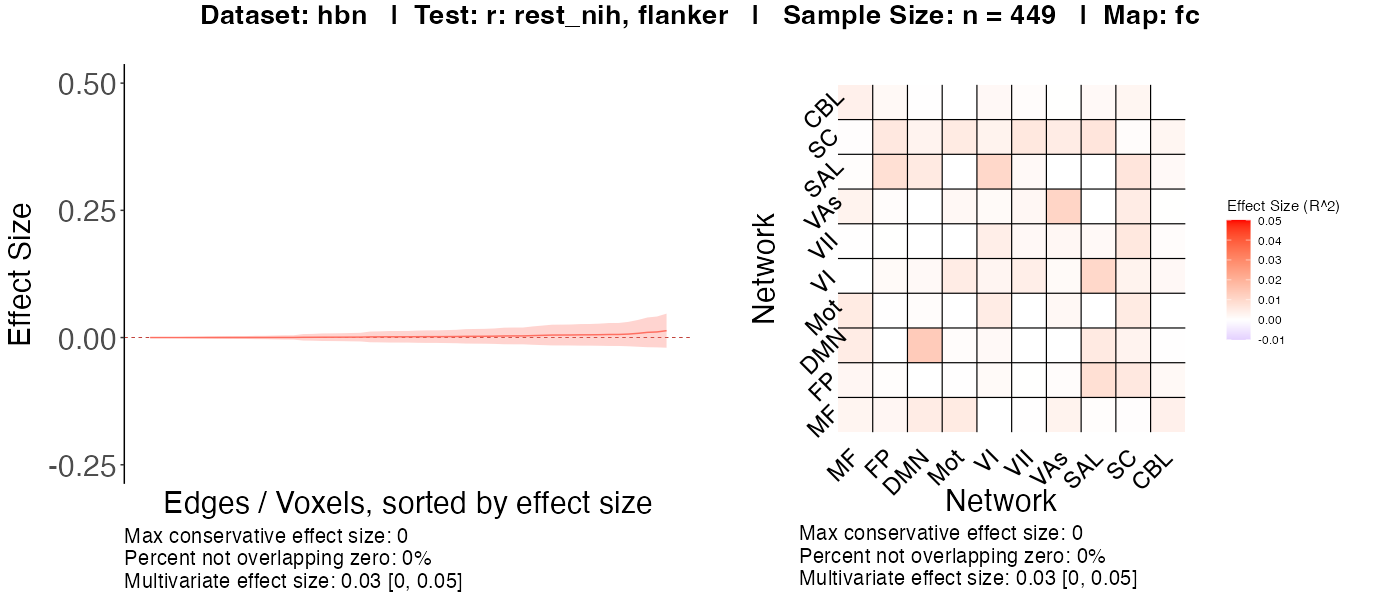 Dataset: hbn | Test: r: rest_nih, flanker | Sample Size: n = 449 | Map: fc
Effect Size
0.50
0.25
0.00
-0.25
Edges / Voxels, sorted by effect size
Max conservative effect size: 0
Percent not overlapping zero: 0%
Multivariate effect size: 0.03 [0, 0.05]
Network
CBL
SC
SAL
VAs
VII
VI
Mot
DMN
FP
MF
MF
FP
DMN
Mot
VI
VII
VAs
SAL
SC
CBL
Network
Max conservative effect size: 0
Percent not overlapping zero: 0%
Multivariate effect size: 0.03 [0, 0.05]
Effect Size (R^2)
0.05
0.04
0.03
0.02
0.01
0.00
-0.01